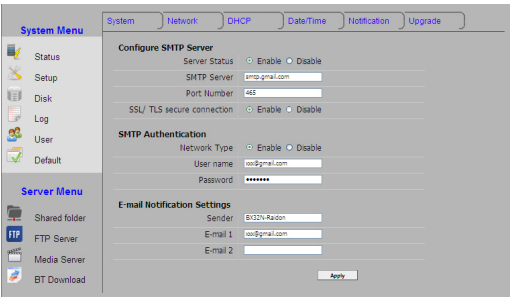 System Network DHCP Date/Time Notification Upgrade
System Menu
Status
Setup
Disk
Log
User
Default
Server Menu
Shared folder
FTP FTP Server
Media Server
BT Download
Configure SMTP Server
Server Status Enable Disable
SMTP Server smtp.gmail.com
Port Number 465
SSL/ TLS secure connection Enable Disable
SMTP Authentication
Network Type Enable Disable
User name xxx@gmail.com
Password •••••••
E-mail Notification Settings
Sender BX32N-Raidon
E-mail 1 xxx@gmail.com
E-mail 2
Apply